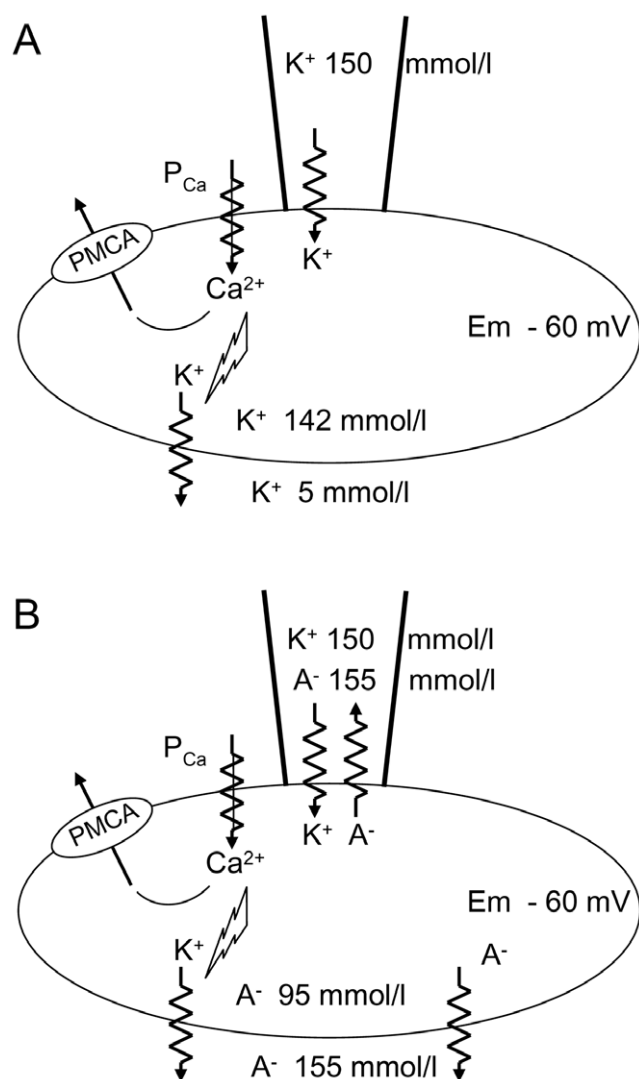 A
K⁺ 150 mmol/l
P_Ca
K⁺
PMCA
Ca²⁺
Em - 60 mV
K⁺
K⁺ 142 mmol/l
K⁺ 5 mmol/l
B
K⁺ 150 mmol/l
A⁻ 155 mmol/l
P_Ca
PMCA
K⁺ A⁻
Ca²⁺
Em - 60 mV
K⁺ A⁻
A⁻ 95 mmol/l
A⁻ 155 mmol/l